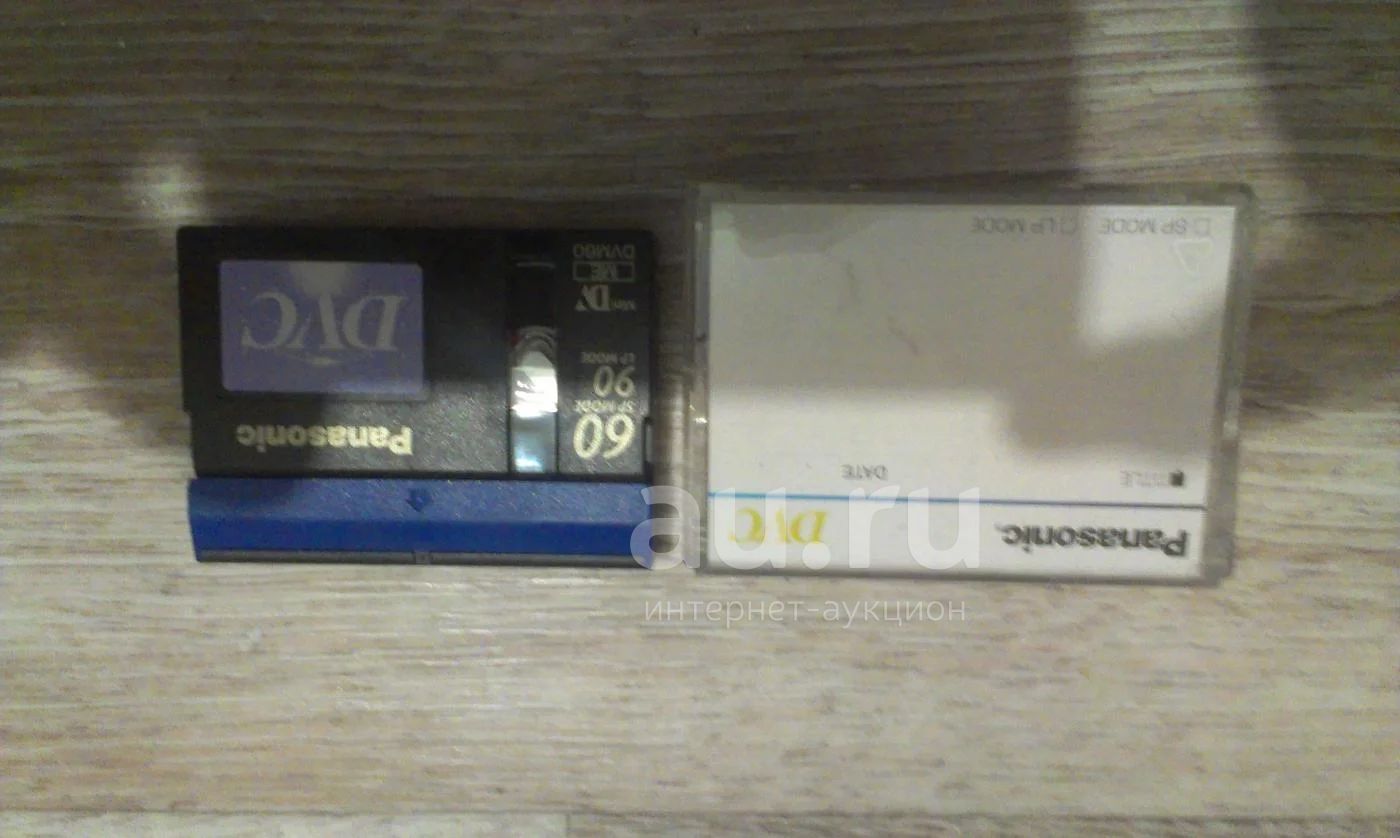 Panasonic
DVC
60
SP MODE
90
LP MODE
Mini DV
ME
DVM60
Panasonic.
DVC
TITLE
DATE
SP MODE
LP MODE
au.ru
интернет-аукцион